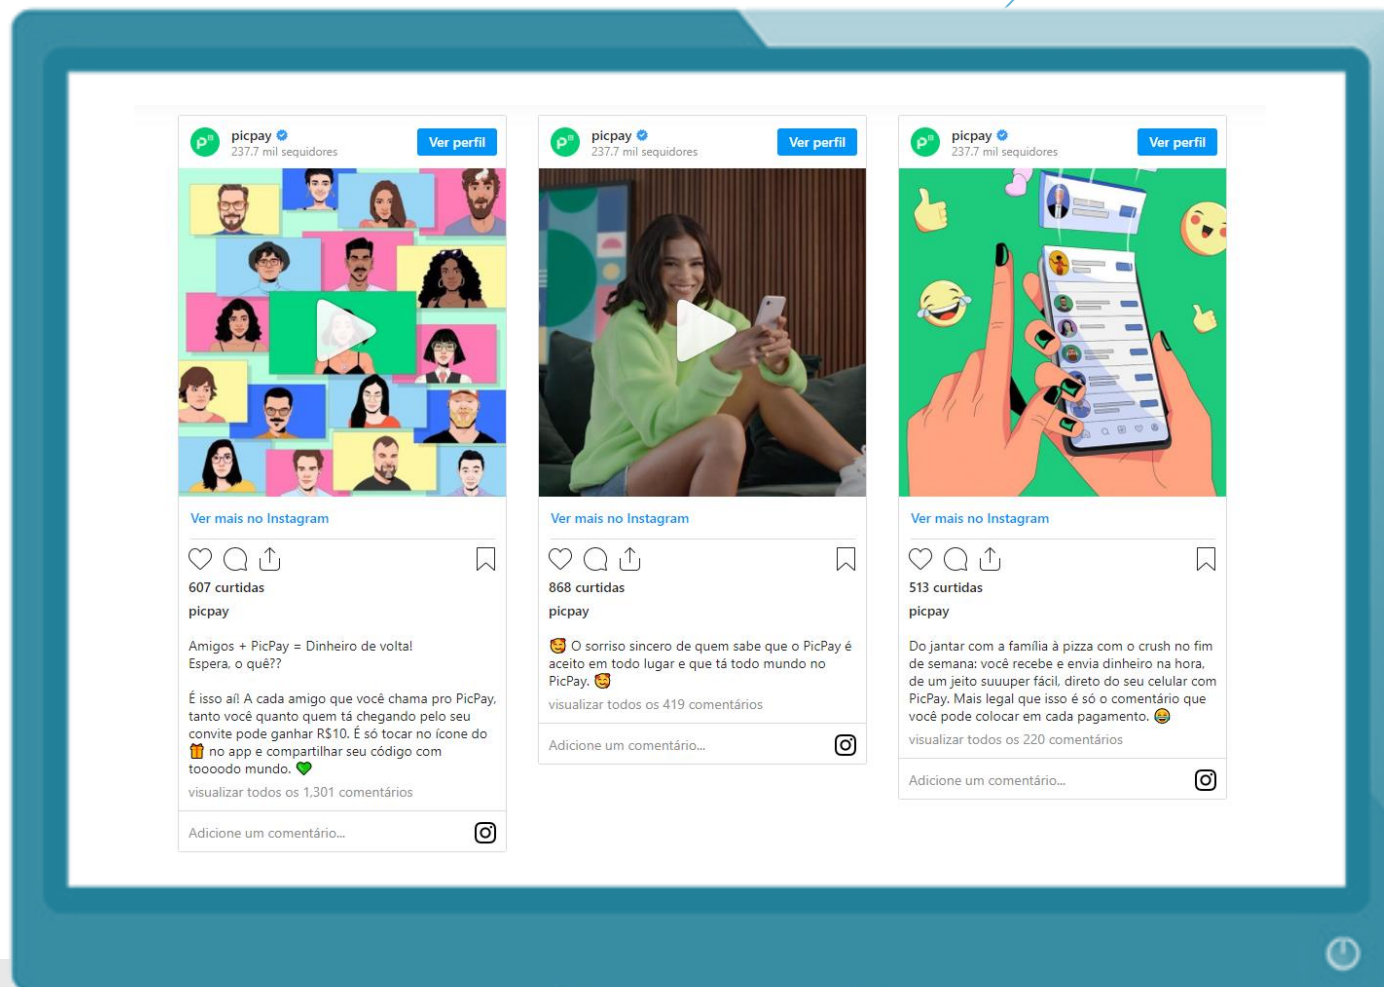 picpay
237.7 mil seguidores
Ver perfil
Ver mais no Instagram
607 curtidas
picpay
Amigos + PicPay = Dinheiro de volta!
Espera, o quê??
É isso aí! A cada amigo que você chama pro PicPay,
tanto você quanto quem tá chegando pelo seu
convite pode ganhar R$10. É só tocar no ícone do
🎁 no app e compartilhar seu código com
toooodo mundo. 💚
visualizar todos os 1,301 comentários
Adicione um comentário...
picpay
237.7 mil seguidores
Ver perfil
Ver mais no Instagram
868 curtidas
picpay
🥰 O sorriso sincero de quem sabe que o PicPay é
aceito em todo lugar e que tá todo mundo no
PicPay. 🥰
visualizar todos os 419 comentários
Adicione um comentário...
picpay
237.7 mil seguidores
Ver perfil
Ver mais no Instagram
513 curtidas
picpay
Do jantar com a família à pizza com o crush no fim
de semana: você recebe e envia dinheiro na hora,
de um jeito suuuper fácil, direto do seu celular com
PicPay. Mais legal que isso é só o comentário que
você pode colocar em cada pagamento. 😂
visualizar todos os 220 comentários
Adicione um comentário...